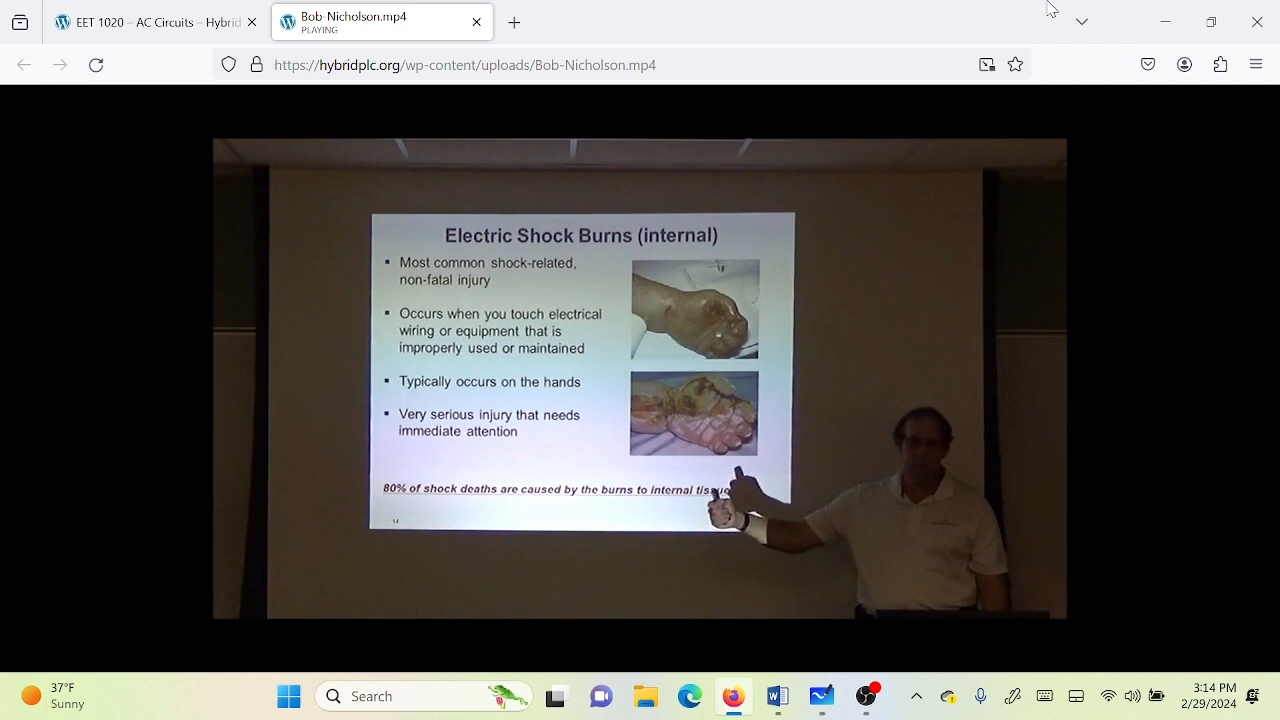 EET 1020 – AC Circuits – Hybrid
Bob-Nicholson.mp4
PLAYING
https://hybridplc.org/wp-content/uploads/Bob-Nicholson.mp4
Electric Shock Burns (internal)
▪ Most common shock-related,
non-fatal injury
▪ Occurs when you touch electrical
wiring or equipment that is
improperly used or maintained
▪ Typically occurs on the hands
▪ Very serious injury that needs
immediate attention
80% of shock deaths are caused by the burns to internal
14
37°F
Sunny
Search
3:14 PM
2/29/2024